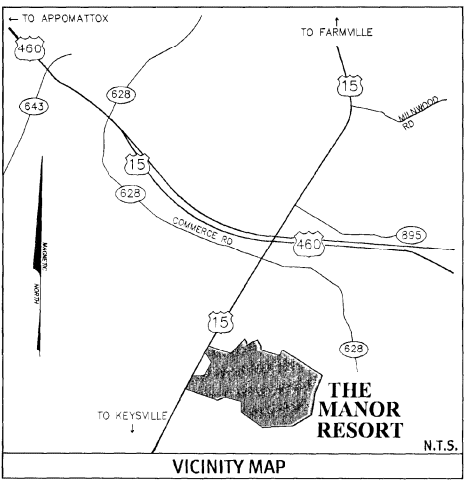 ← TO APPOMATTOX
↑
TO FARMVILLE
460
15
628
643
MILNWOOD
RD
15
628
COMMERCE RD
895
460
MAGNETIC
NORTH
15
628
THE
MANOR
RESORT
TO KEYSVILLE
↓
N.T.S.
VICINITY MAP